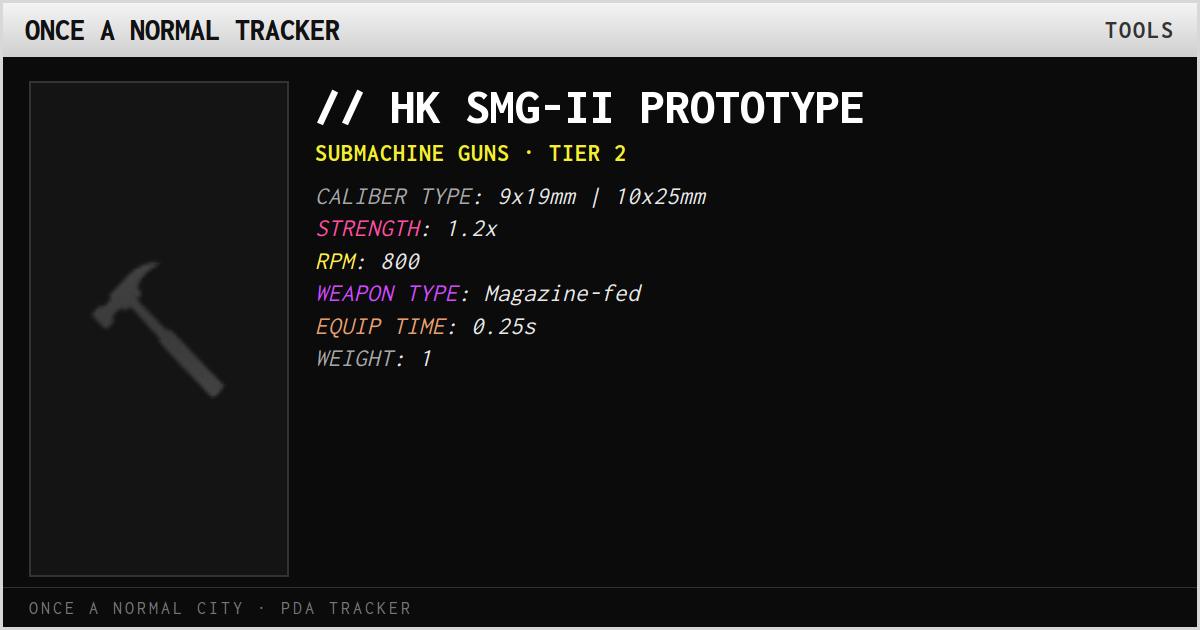 ONCE A NORMAL TRACKER
TOOLS
// HK SMG-II PROTOTYPE
SUBMACHINE GUNS · TIER 2
CALIBER TYPE: 9x19mm | 10x25mm
STRENGTH: 1.2x
RPM: 800
WEAPON TYPE: Magazine-fed
EQUIP TIME: 0.25s
WEIGHT: 1
ONCE A NORMAL CITY · PDA TRACKER